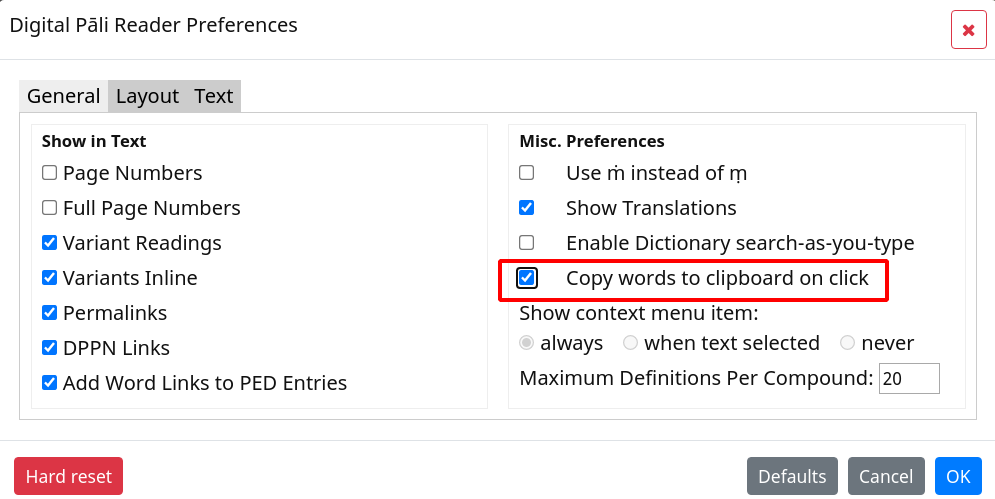 Digital Pāli Reader Preferences
General Layout Text
Show in Text
Page Numbers
Full Page Numbers
Variant Readings
Variants Inline
Permalinks
DPPN Links
Add Word Links to PED Entries
Misc. Preferences
Use ṁ instead of ṃ
Show Translations
Enable Dictionary search-as-you-type
Copy words to clipboard on click
Show context menu item:
always when text selected never
Maximum Definitions Per Compound: 20
Hard reset Defaults Cancel OK